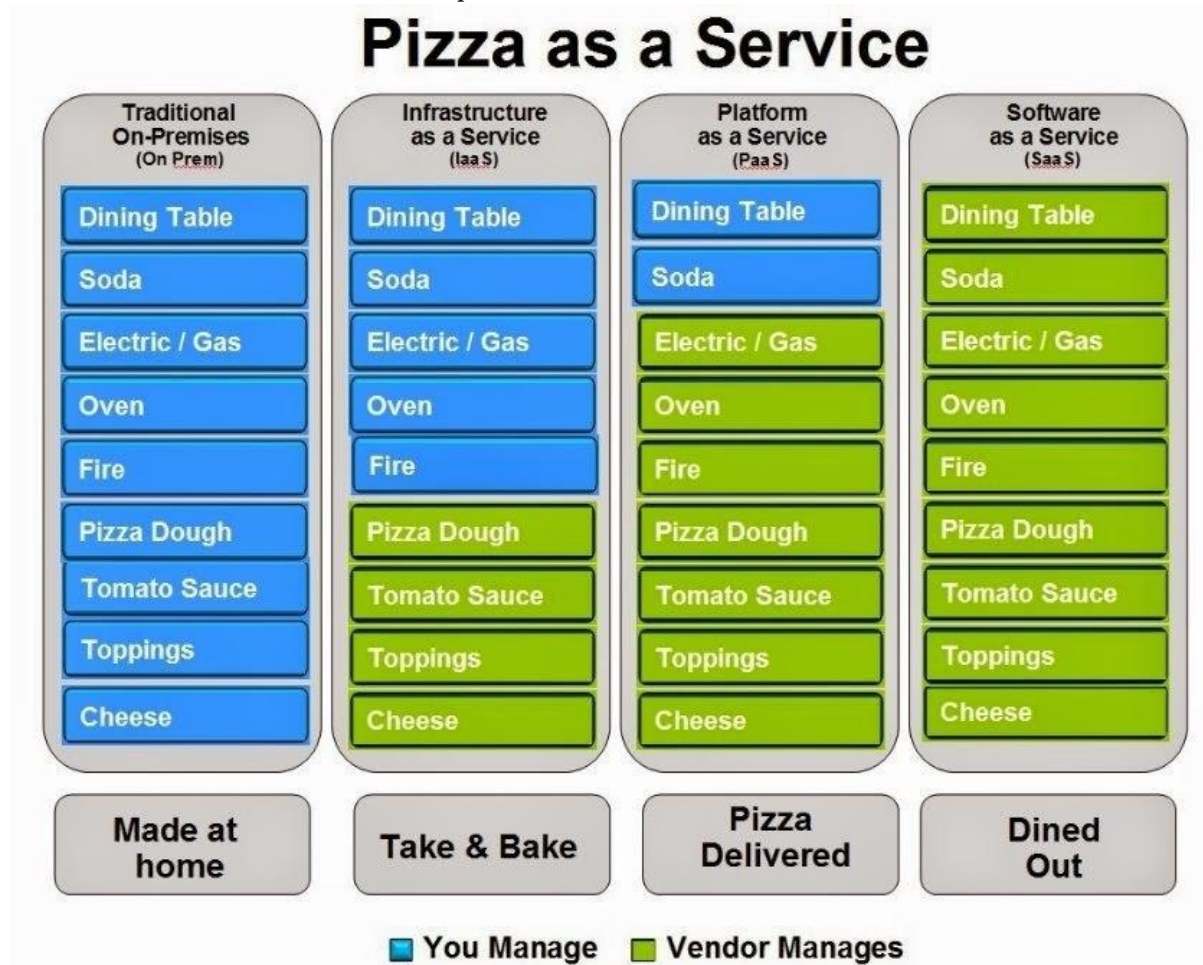 Pizza as a Service
Traditional
On-Premises
(On Prem)
Dining Table
Soda
Electric / Gas
Oven
Fire
Pizza Dough
Tomato Sauce
Toppings
Cheese
Made at
home
Infrastructure
as a Service
(IaaS)
Dining Table
Soda
Electric / Gas
Oven
Fire
Pizza Dough
Tomato Sauce
Toppings
Cheese
Take & Bake
Platform
as a Service
(PaaS)
Dining Table
Soda
Electric / Gas
Oven
Fire
Pizza Dough
Tomato Sauce
Toppings
Cheese
Pizza
Delivered
Software
as a Service
(SaaS)
Dining Table
Soda
Electric / Gas
Oven
Fire
Pizza Dough
Tomato Sauce
Toppings
Cheese
Dined
Out
You Manage
Vendor Manages